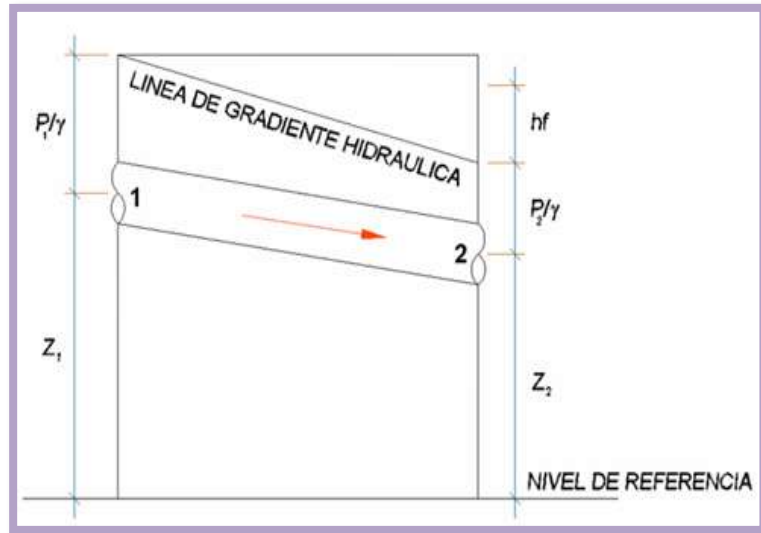 LINEA DE GRADIENTE HIDRAULICA
P₁/γ
hf
1
P₂/γ
2
Z₁
Z₂
NIVEL DE REFERENCIA